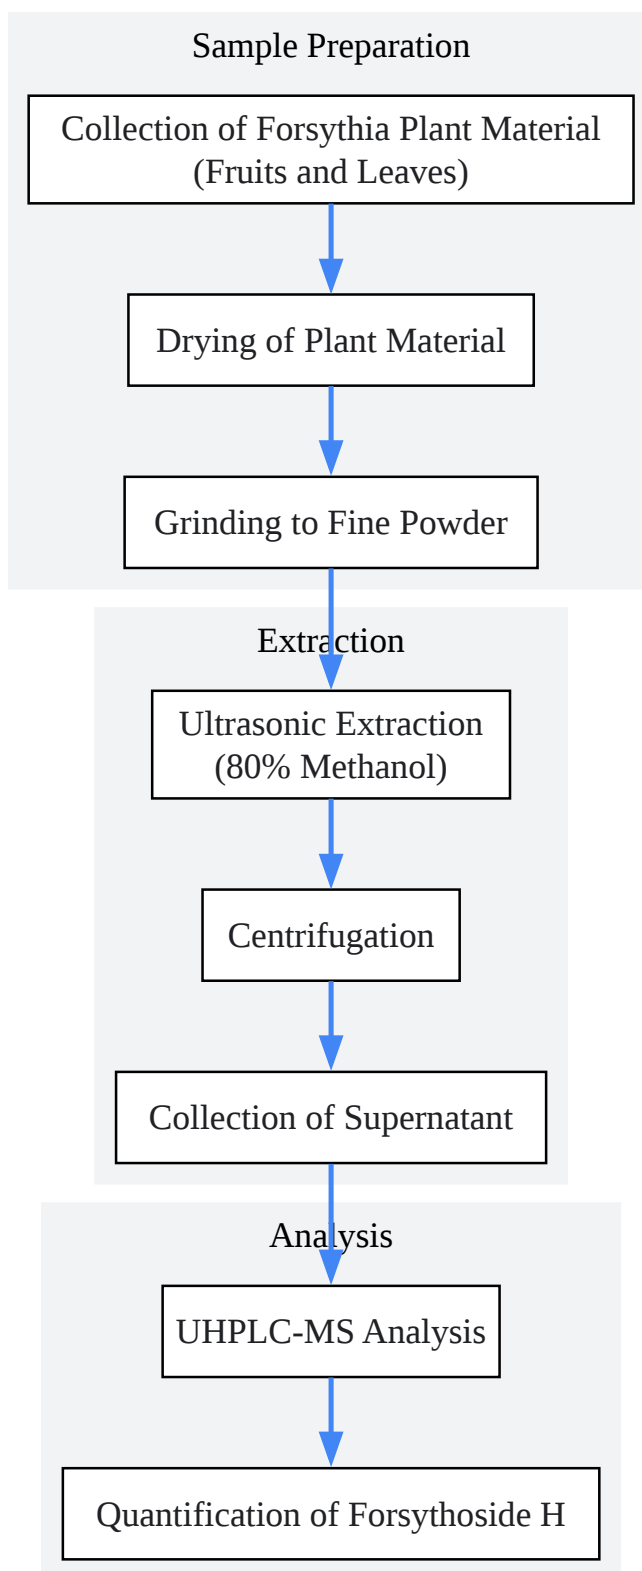 Sample Preparation
Collection of Forsythia Plant Material
(Fruits and Leaves)
Drying of Plant Material
Grinding to Fine Powder
Extraction
Ultrasonic Extraction
(80% Methanol)
Centrifugation
Collection of Supernatant
Analysis
UHPLC-MS Analysis
Quantification of Forsythoside H